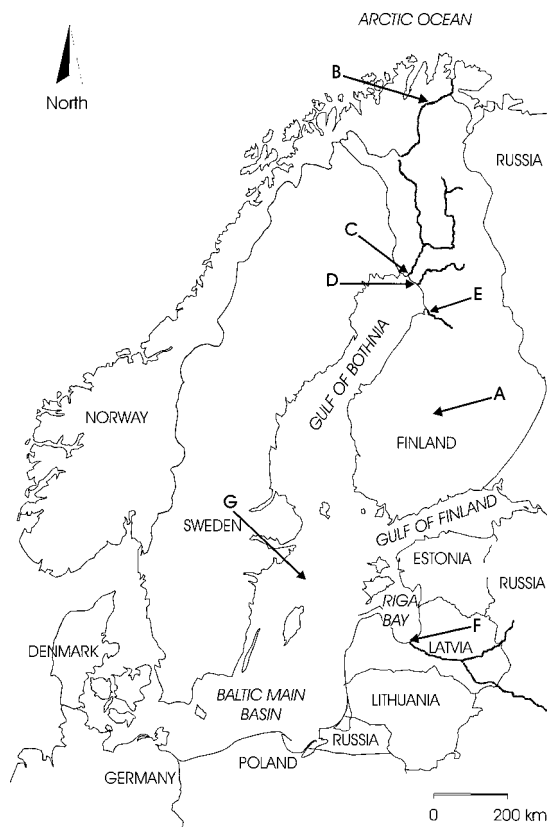 ARCTIC OCEAN
North
B
RUSSIA
C
D
E
GULF OF BOTHNIA
A
NORWAY
FINLAND
G
SWEDEN
GULF OF FINLAND
ESTONIA
RUSSIA
RIGA
BAY
F
LATVIA
DENMARK
LITHUANIA
BALTIC MAIN
BASIN
RUSSIA
POLAND
GERMANY
0 200 km